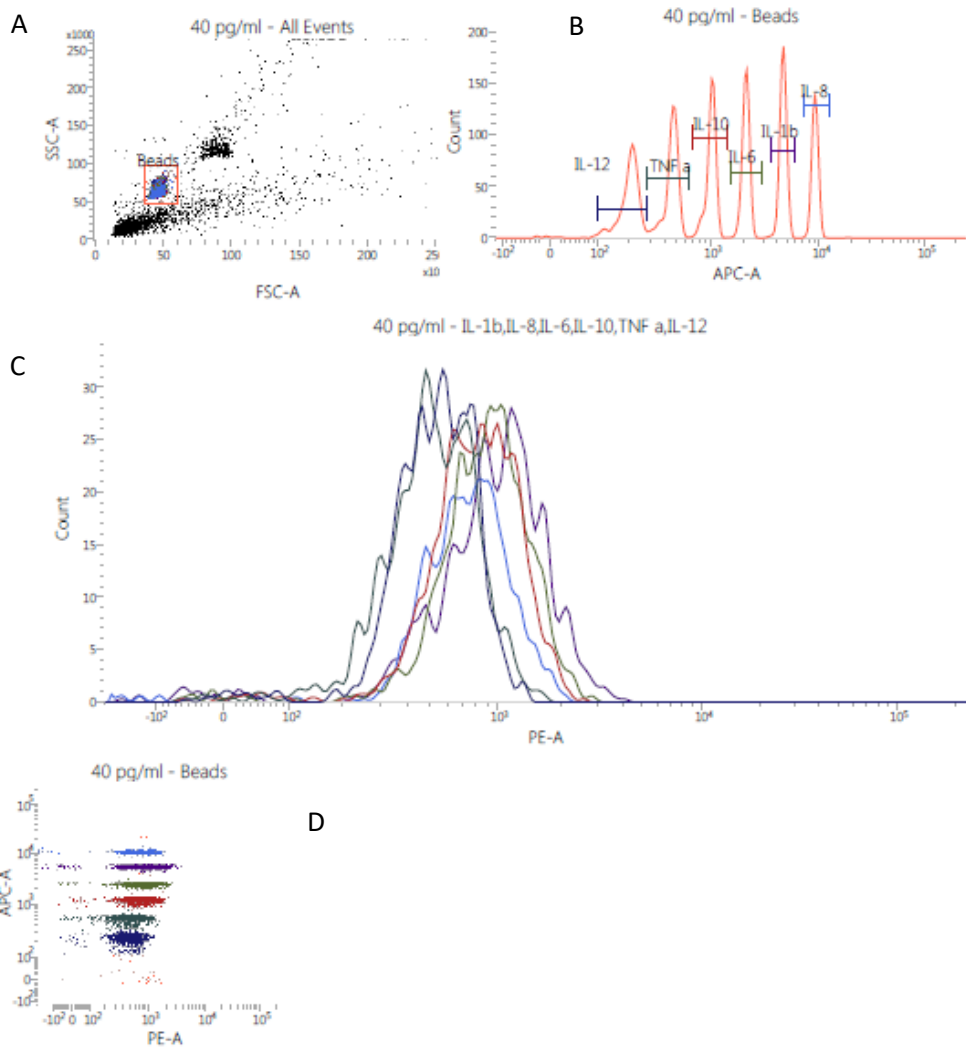 A
40 pg/ml - All Events
x1000
250
200
150
100
50
0
SSC-A
Beads
0
50
100
150
200
25
x10
FSC-A
B
40 pg/ml - Beads
200
150
100
50
0
Count
IL-12
TNF a
IL-10
IL-6
IL-1b
IL-8
-10²
0
10²
10³
10⁴
10⁵
APC-A
C
40 pg/ml - IL-1b,IL-8,IL-6,IL-10,TNF a,IL-12
30
25
20
15
10
5
0
Count
-10²
0
10²
10³
10⁴
10⁵
PE-A
40 pg/ml - Beads
D
APC-A
10²
0
-10² 0 10² 10³ 10⁴ 10⁵
PE-A